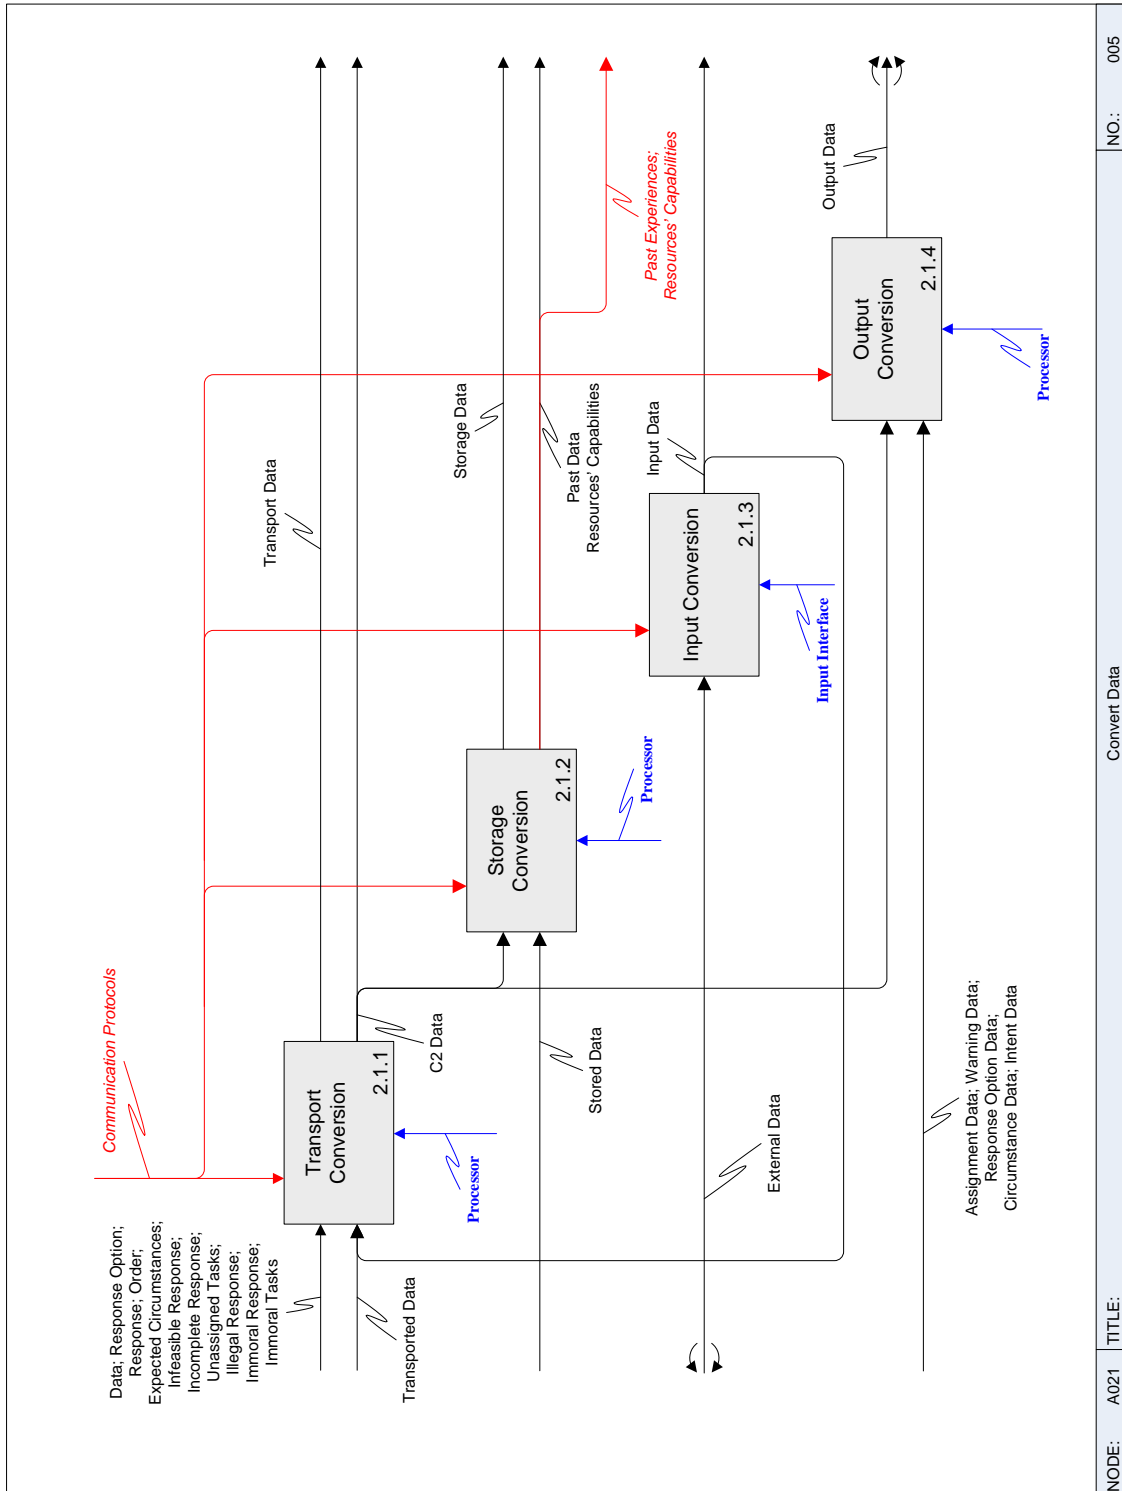 Communication Protocols
Data; Response Option;
Response; Order;
Expected Circumstances;
Infeasible Response;
Incomplete Response;
Unassigned Tasks;
Illegal Response;
Immoral Response;
Immoral Tasks
Transported Data
Transport
Conversion
2.1.1
Processor
C2 Data
Transport Data
Stored Data
Storage
Conversion
2.1.2
Processor
Storage Data
Past Data
Resources’ Capabilities
Past Experiences;
Resources’ Capabilities
External Data
Input Conversion
2.1.3
Input Interface
Input Data
Assignment Data; Warning Data;
Response Option Data;
Circumstance Data; Intent Data
Output
Conversion
2.1.4
Processor
Output Data
NODE: A021 TITLE: Convert Data NO.: 005